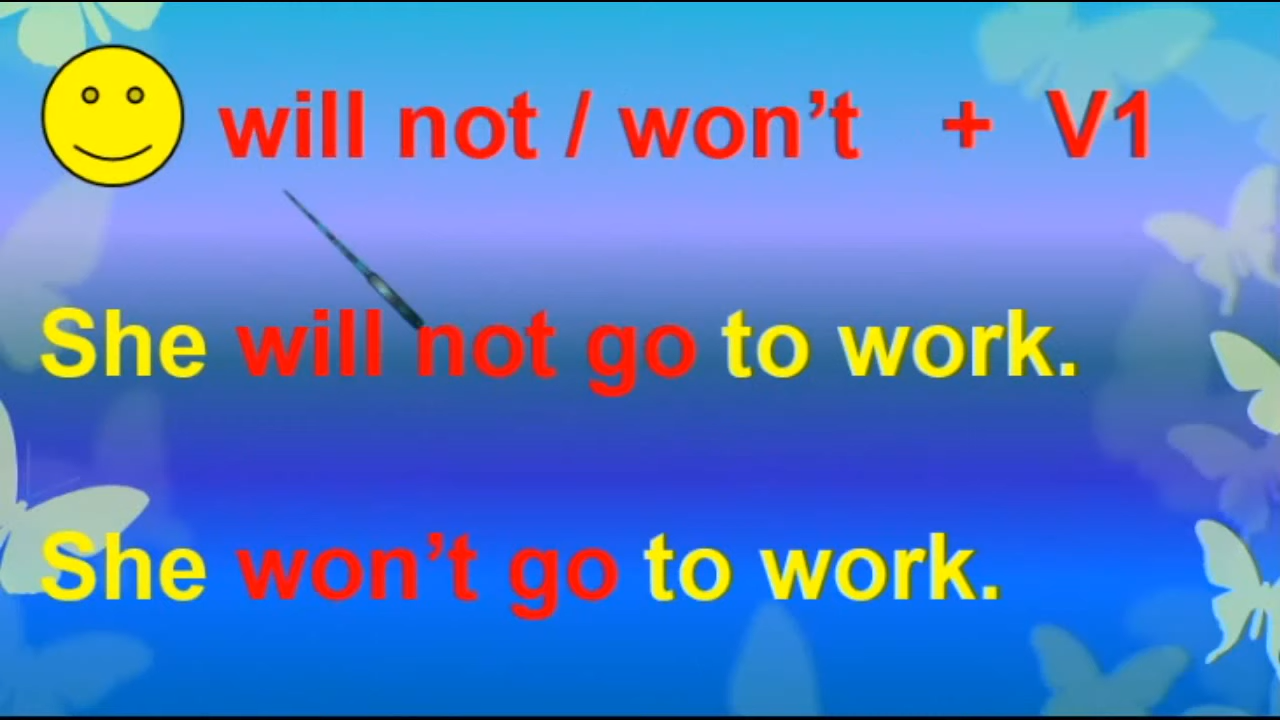 will not / won’t + V1
She will not go to work.
She won’t go to work.